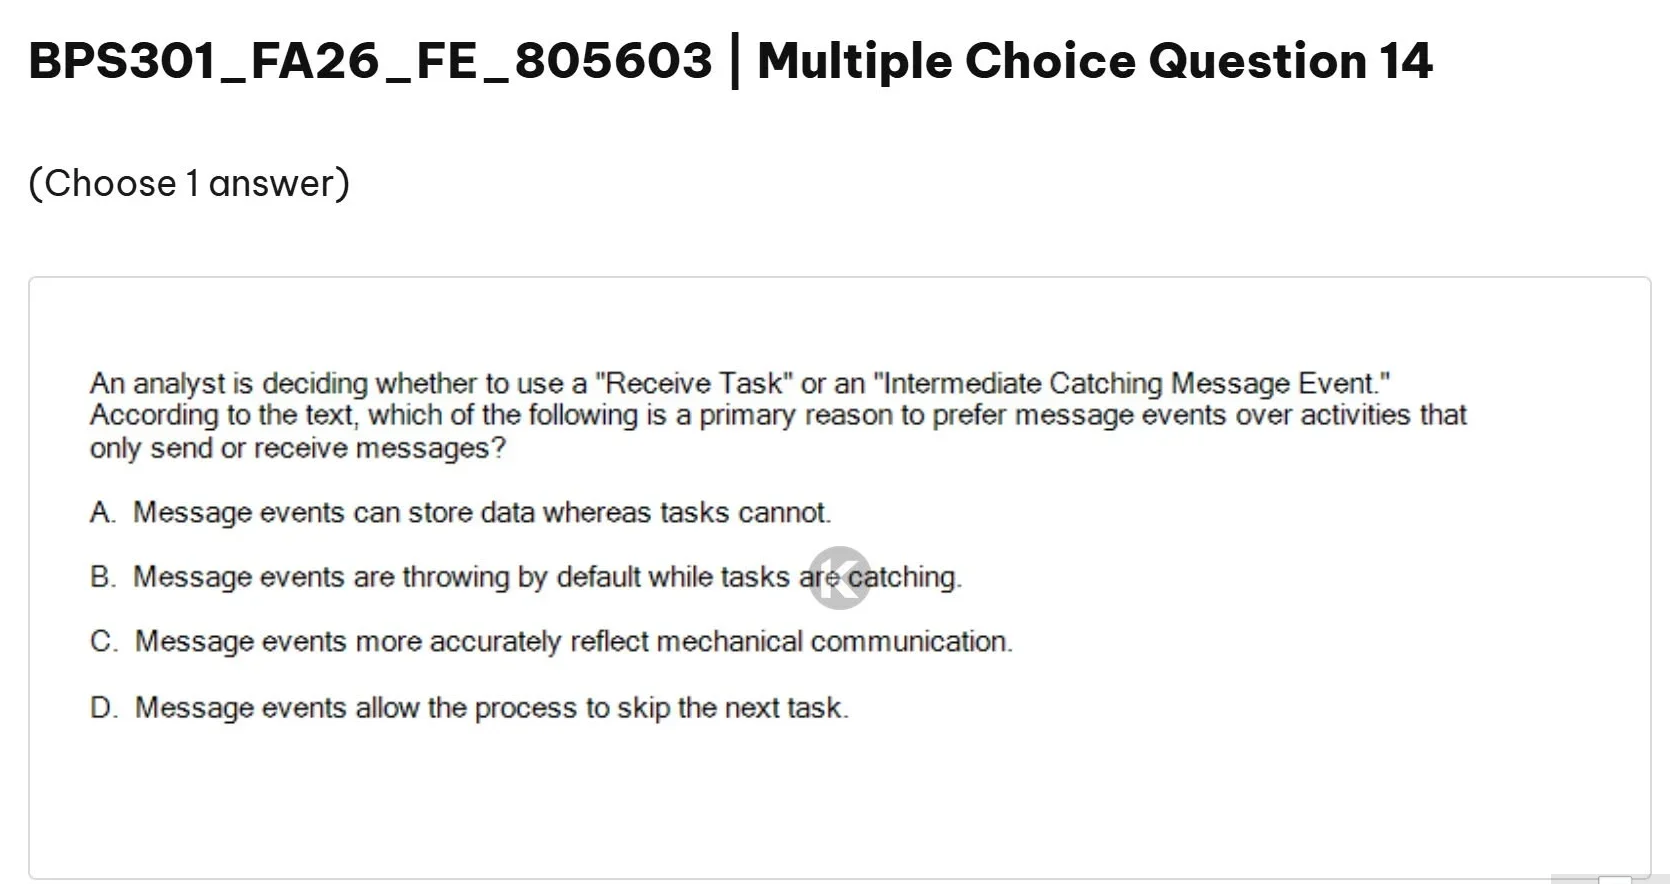 BPS301_FA26_FE_805603 | Multiple Choice Question 14
(Choose 1 answer)
An analyst is deciding whether to use a "Receive Task" or an "Intermediate Catching Message Event."
According to the text, which of the following is a primary reason to prefer message events over activities that
only send or receive messages?
A. Message events can store data whereas tasks cannot.
B. Message events are throwing by default while tasks are catching.
C. Message events more accurately reflect mechanical communication.
D. Message events allow the process to skip the next task.
K